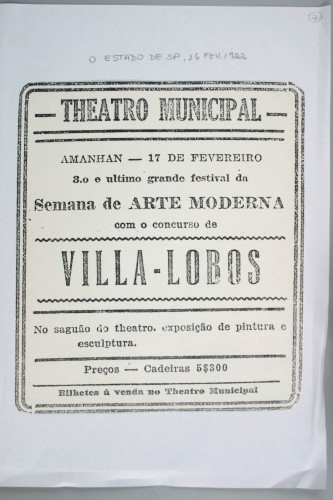 O ESTADO DE SP, 16 FEV. 1922
THEATRO MUNICIPAL
AMANHAN — 17 DE FEVEREIRO
3.o e ultimo grande festival da
Semana de ARTE MODERNA
com o concurso de
VILLA-LOBOS
No saguão do theatro, exposição de pintura e
esculptura.
Preços — Cadeiras 5$300
Bilhetes á venda no Theatro Municipal